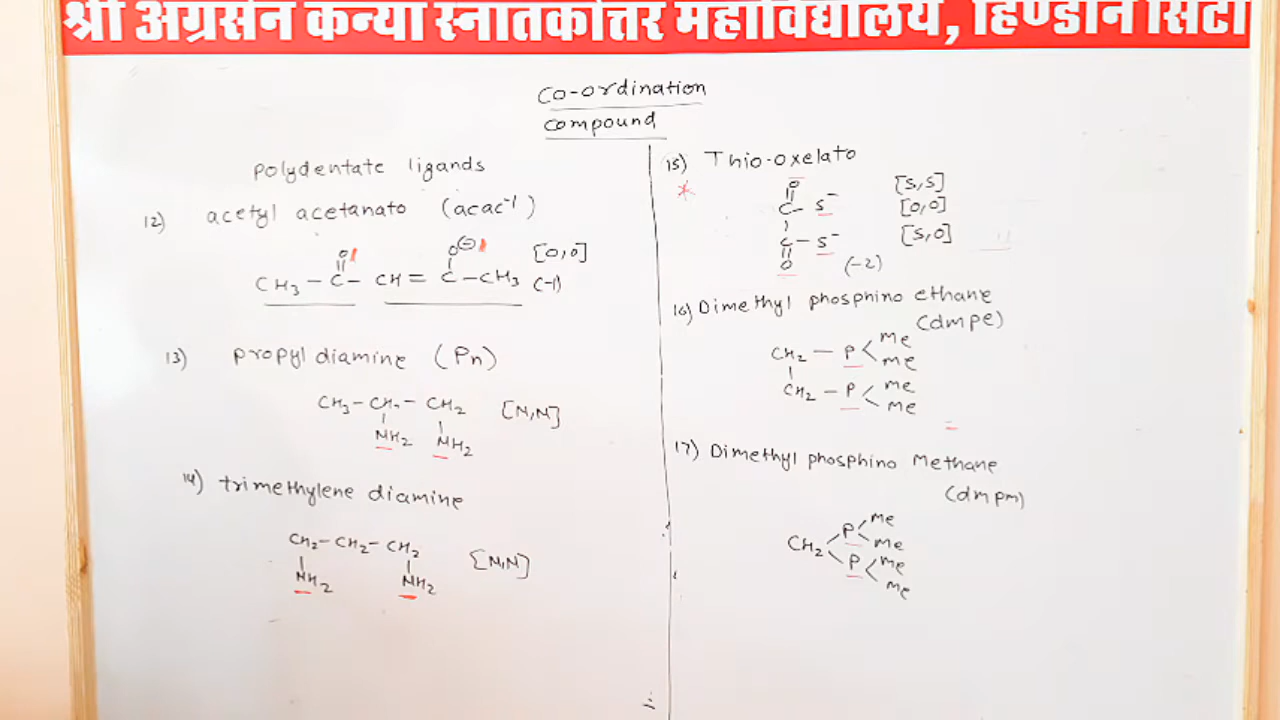 श्री अग्रसेन कन्या स्नातकोत्तर महाविद्यालय, हिण्डौन सिटी
Co-ordination
Compound
Polydentate ligands
12) acetyl acetanato (acac⁻¹)
O O⊖ [O,O]
CH₃ – C – CH = C – CH₃ (-1)
13) propyl diamine (Pn)
CH₃ – CH₂ – CH₂ [N,N]
NH₂ NH₂
14) trimethylene diamine
CH₂ – CH₂ – CH₂ [N,N]
NH₂ NH₂
15) Thio-oxelato
*
O [S,S]
C – S⁻ [O,O]
C – S⁻ [S,O]
O (-2)
16) Dimethyl phosphino ethane
(dmpe)
CH₂ – P < Me
Me
CH₂ – P < Me
Me
17) Dimethyl phosphino Methane
(dmpm)
P Me
CH₂ Me
P Me
Me